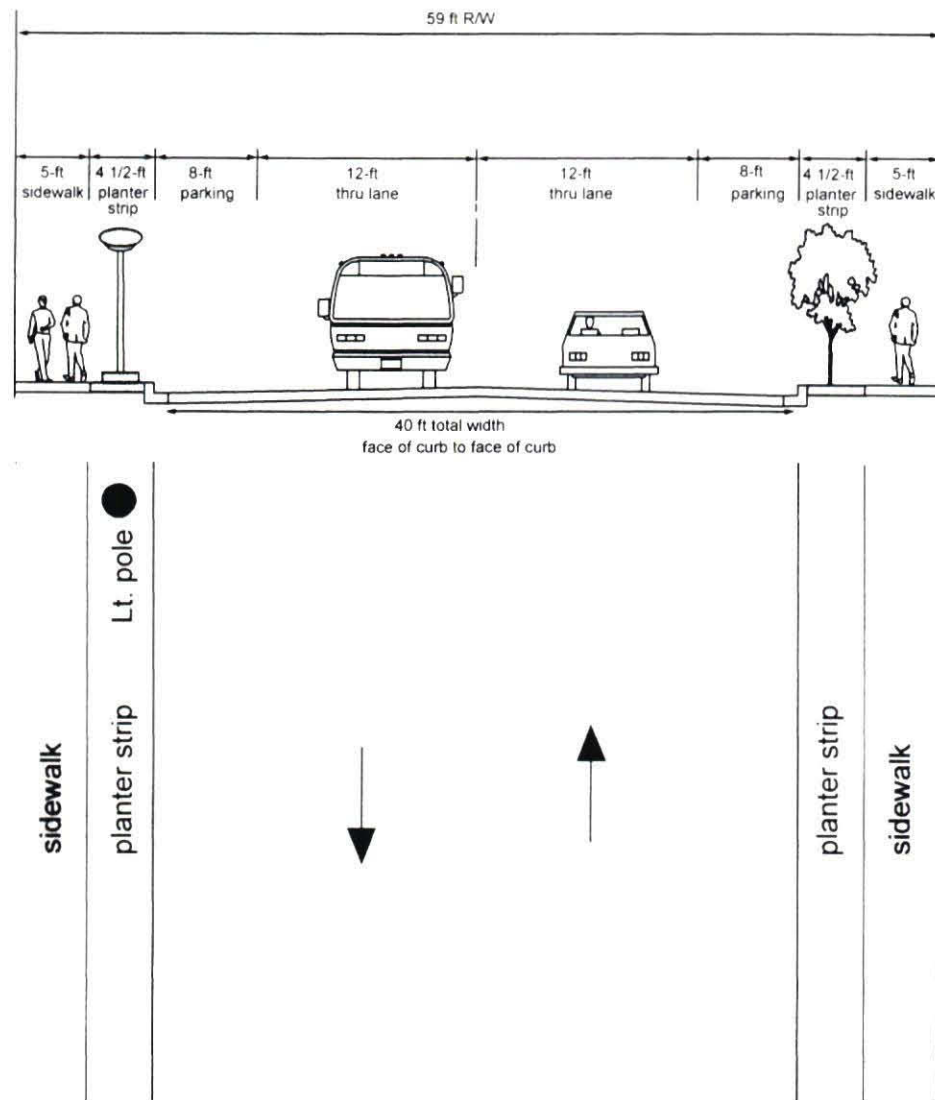 59 ft R/W
5-ft
sidewalk
4 1/2-ft
planter
strip
8-ft
parking
12-ft
thru lane
12-ft
thru lane
8-ft
parking
4 1/2-ft
planter
strip
5-ft
sidewalk
40 ft total width
face of curb to face of curb
sidewalk
planter strip
Lt. pole
planter strip
sidewalk